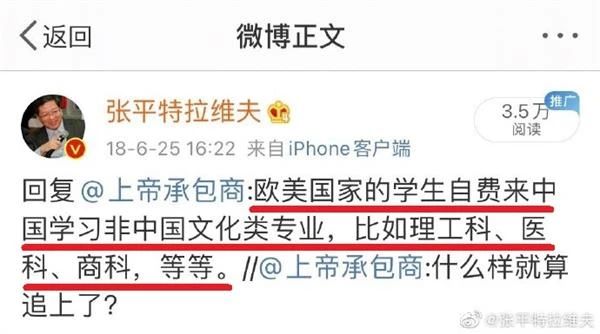 返回 微博正文 ...
张平特拉维夫 推广
3.5万
18-6-25 16:22 来自iPhone客户端 阅读
回复@上帝承包商:欧美国家的学生自费来中
国学习非中国文化类专业，比如理工科、医
科、商科，等等。//@上帝承包商:什么样就算
追上了?
@张平特拉维夫